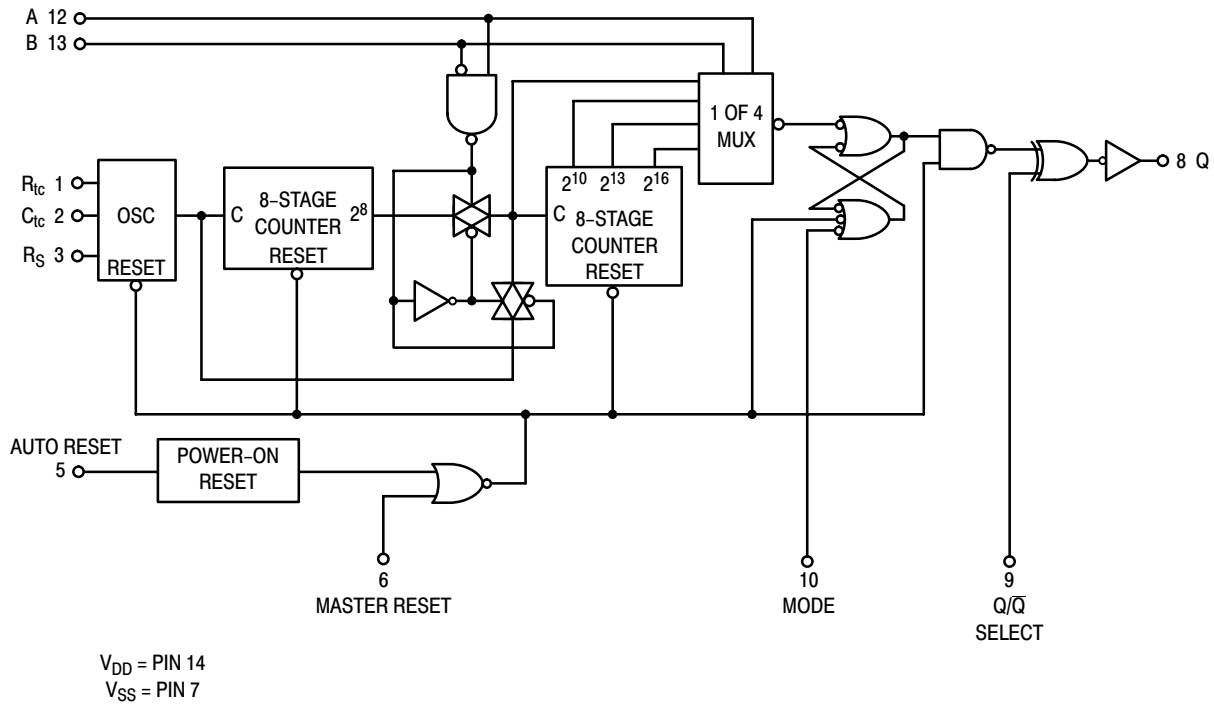 A 12
B 13
1 OF 4
MUX
R_tc 1
C_tc 2
R_S 3
OSC
RESET
C
8–STAGE
COUNTER
RESET
2^8
2^10 2^13 2^16
C
8–STAGE
COUNTER
RESET
8 Q
AUTO RESET
5
POWER–ON
RESET
6
MASTER RESET
10
MODE
9
Q/Q̅
SELECT
V_DD = PIN 14
V_SS = PIN 7